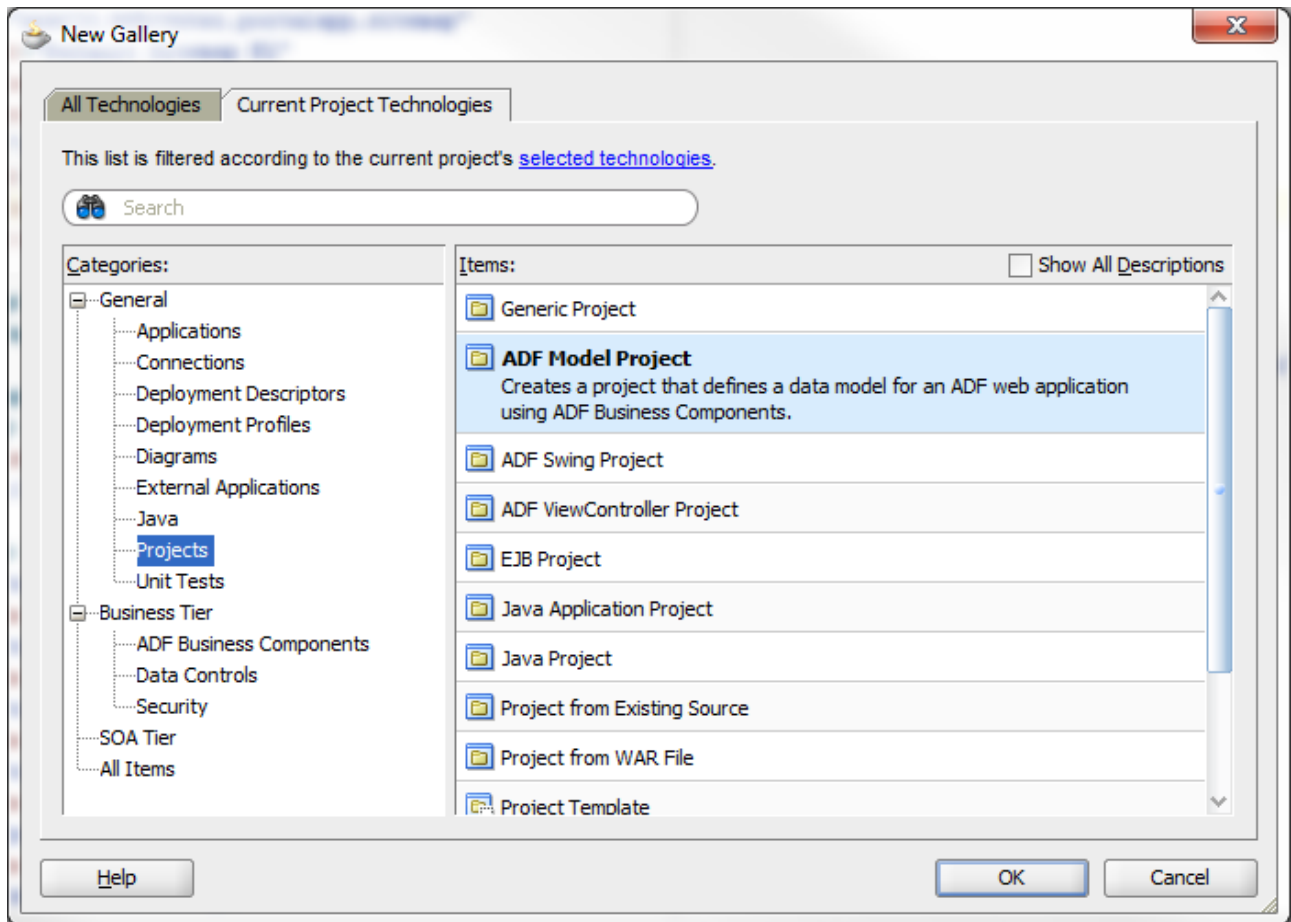 New Gallery
All Technologies
Current Project Technologies
This list is filtered according to the current project's selected technologies.
Search
Categories:
General
Applications
Connections
Deployment Descriptors
Deployment Profiles
Diagrams
External Applications
Java
Projects
Unit Tests
Business Tier
ADF Business Components
Data Controls
Security
SOA Tier
All Items
Items:
Show All Descriptions
Generic Project
ADF Model Project
Creates a project that defines a data model for an ADF web application
using ADF Business Components.
ADF Swing Project
ADF ViewController Project
EJB Project
Java Application Project
Java Project
Project from Existing Source
Project from WAR File
Project Template
Help
OK
Cancel